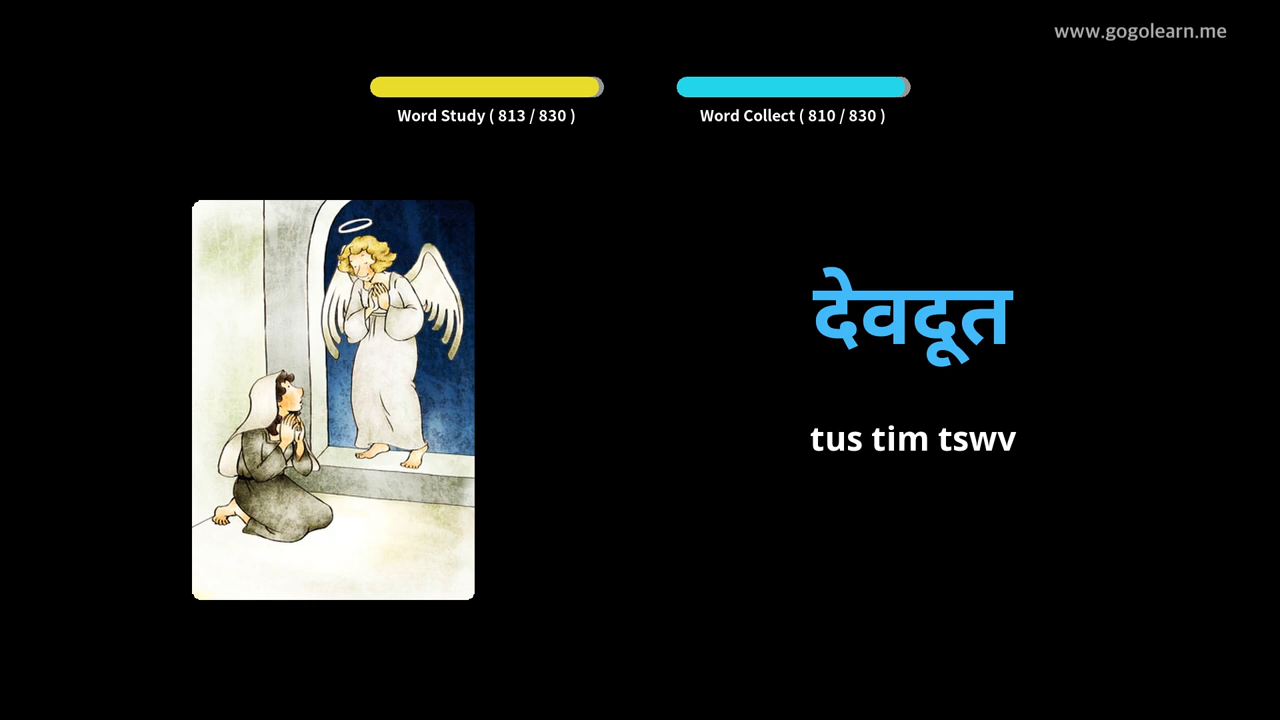 www.gogolearn.me
Word Study ( 813 / 830 )
Word Collect ( 810 / 830 )
देवदूत
tus tim tswv